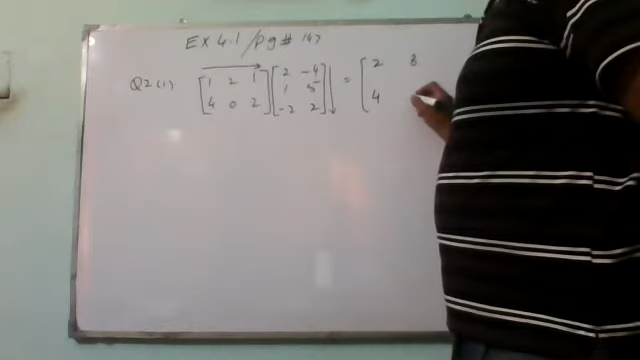 EX 4.1 / pg # 147
Q2(1) [1 2 1] [2 -4] = [2 8
[4 0 2] [1 5] [4
[-2 2]